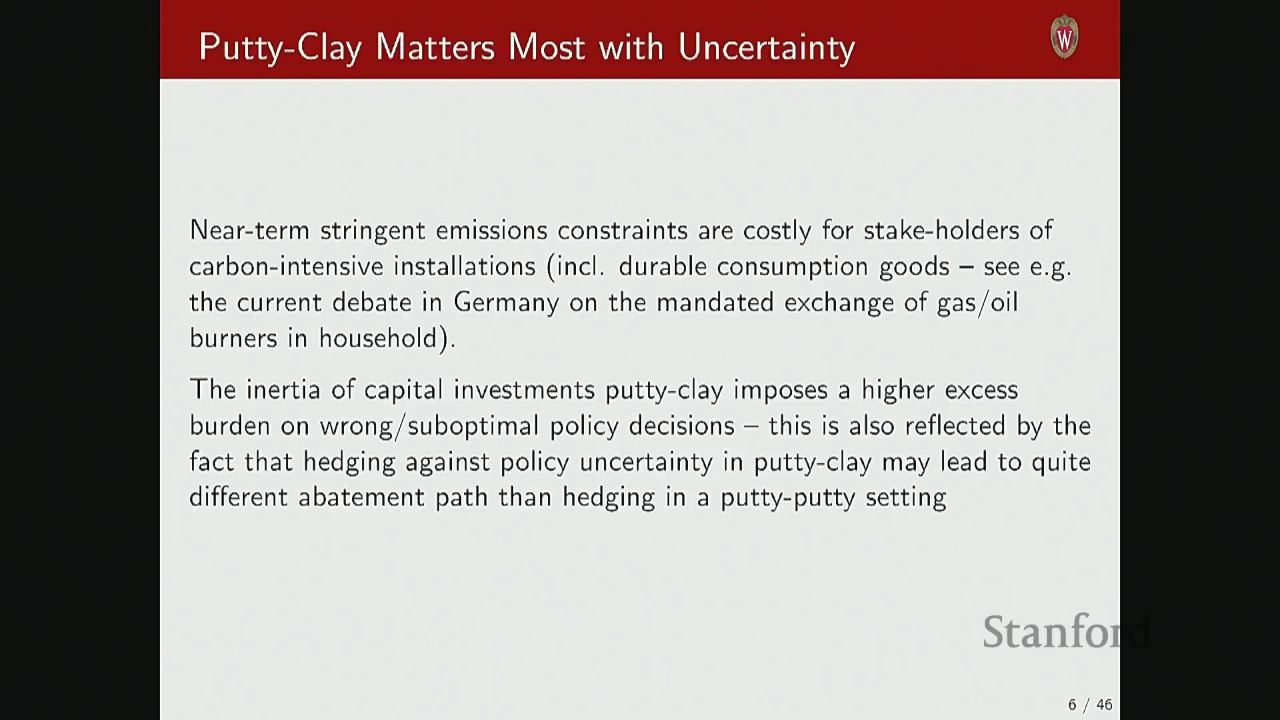 Putty-Clay Matters Most with Uncertainty
W
Near-term stringent emissions constraints are costly for stake-holders of
carbon-intensive installations (incl. durable consumption goods – see e.g.
the current debate in Germany on the mandated exchange of gas/oil
burners in household).
The inertia of capital investments putty-clay imposes a higher excess
burden on wrong/suboptimal policy decisions – this is also reflected by the
fact that hedging against policy uncertainty in putty-clay may lead to quite
different abatement path than hedging in a putty-putty setting
Stanford
6 / 46